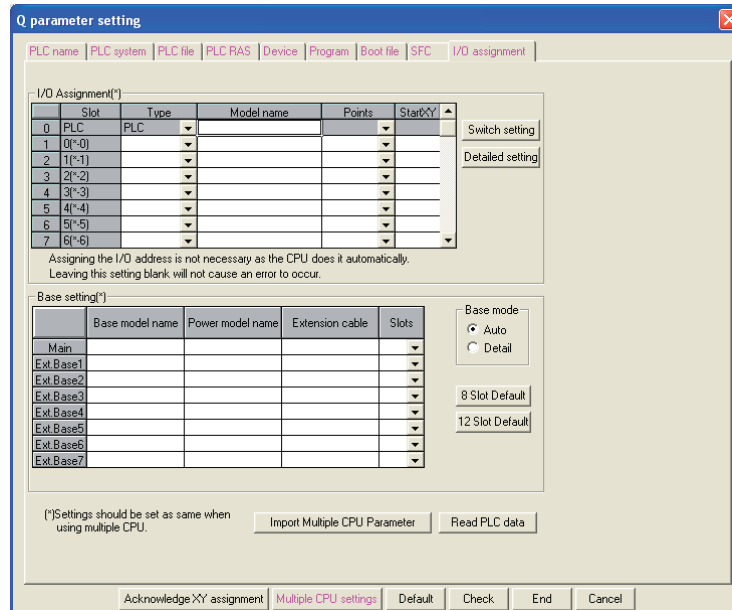 Q parameter setting
PLC name PLC system PLC file PLC RAS Device Program Boot file SFC I/O assignment
I/O Assignment(*)
Slot Type Model name Points StartXY
0 PLC PLC
1 0(*-0)
2 1(*-1)
3 2(*-2)
4 3(*-3)
5 4(*-4)
6 5(*-5)
7 6(*-6)
Switch setting
Detailed setting
Assigning the I/O address is not necessary as the CPU does it automatically.
Leaving this setting blank will not cause an error to occur.
Base setting(*)
Base model name Power model name Extension cable Slots
Main
Ext.Base1
Ext.Base2
Ext.Base3
Ext.Base4
Ext.Base5
Ext.Base6
Ext.Base7
Base mode
Auto
Detail
8 Slot Default
12 Slot Default
(*)Settings should be set as same when
using multiple CPU.
Import Multiple CPU Parameter Read PLC data
Acknowledge XY assignment Multiple CPU settings Default Check End Cancel